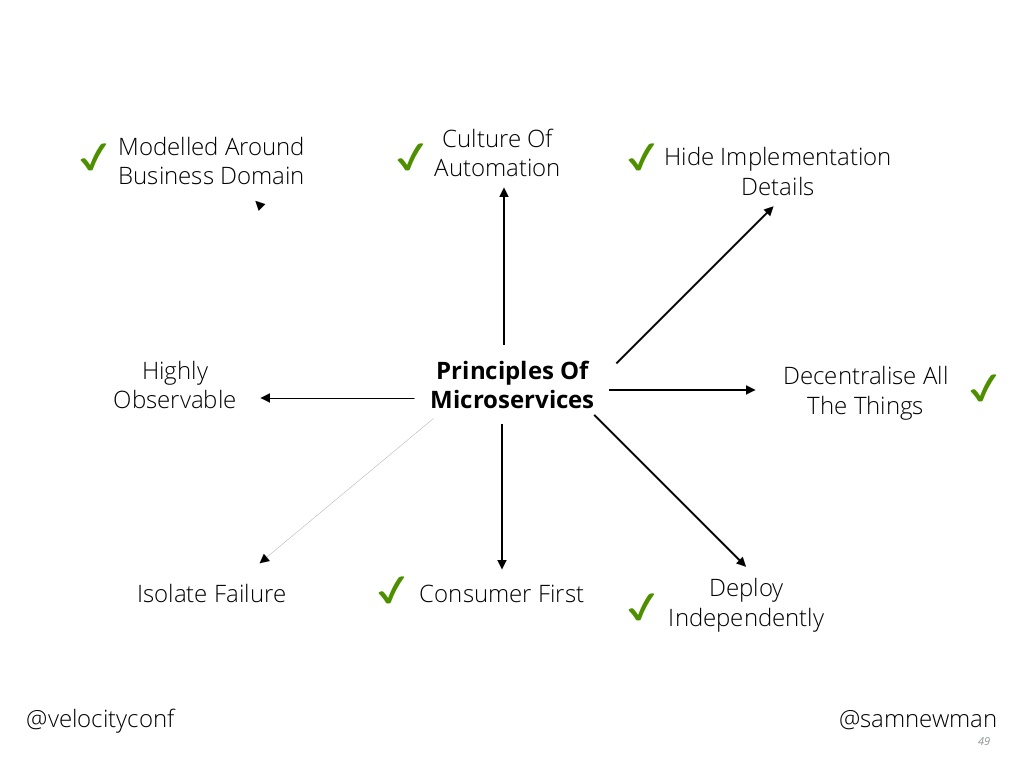 Modelled Around
Business Domain
Culture Of
Automation
Hide Implementation
Details
Highly
Observable
Principles Of
Microservices
Decentralise All
The Things
Isolate Failure
Consumer First
Deploy
Independently
@velocityconf
@samnewman
49